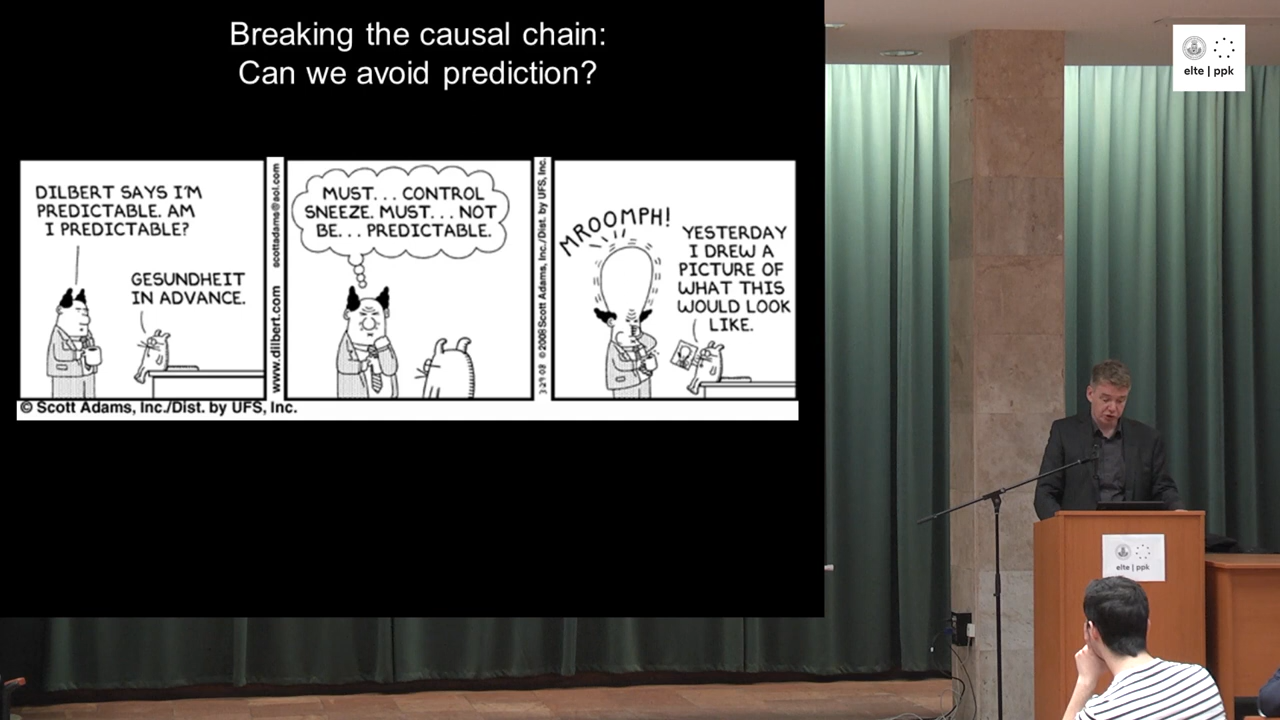 Breaking the causal chain:
Can we avoid prediction?
DILBERT SAYS I'M
PREDICTABLE. AM
I PREDICTABLE?
GESUNDHEIT
IN ADVANCE.
www.dilbert.com scottadams@aol.com
MUST... CONTROL
SNEEZE. MUST... NOT
BE... PREDICTABLE.
3-29-08 © 2008 Scott Adams, Inc./Dist. by UFS, Inc.
MROOMPH!
YESTERDAY
I DREW A
PICTURE OF
WHAT THIS
WOULD LOOK
LIKE.
© Scott Adams, Inc./Dist. by UFS, Inc.
elte | ppk
elte | ppk